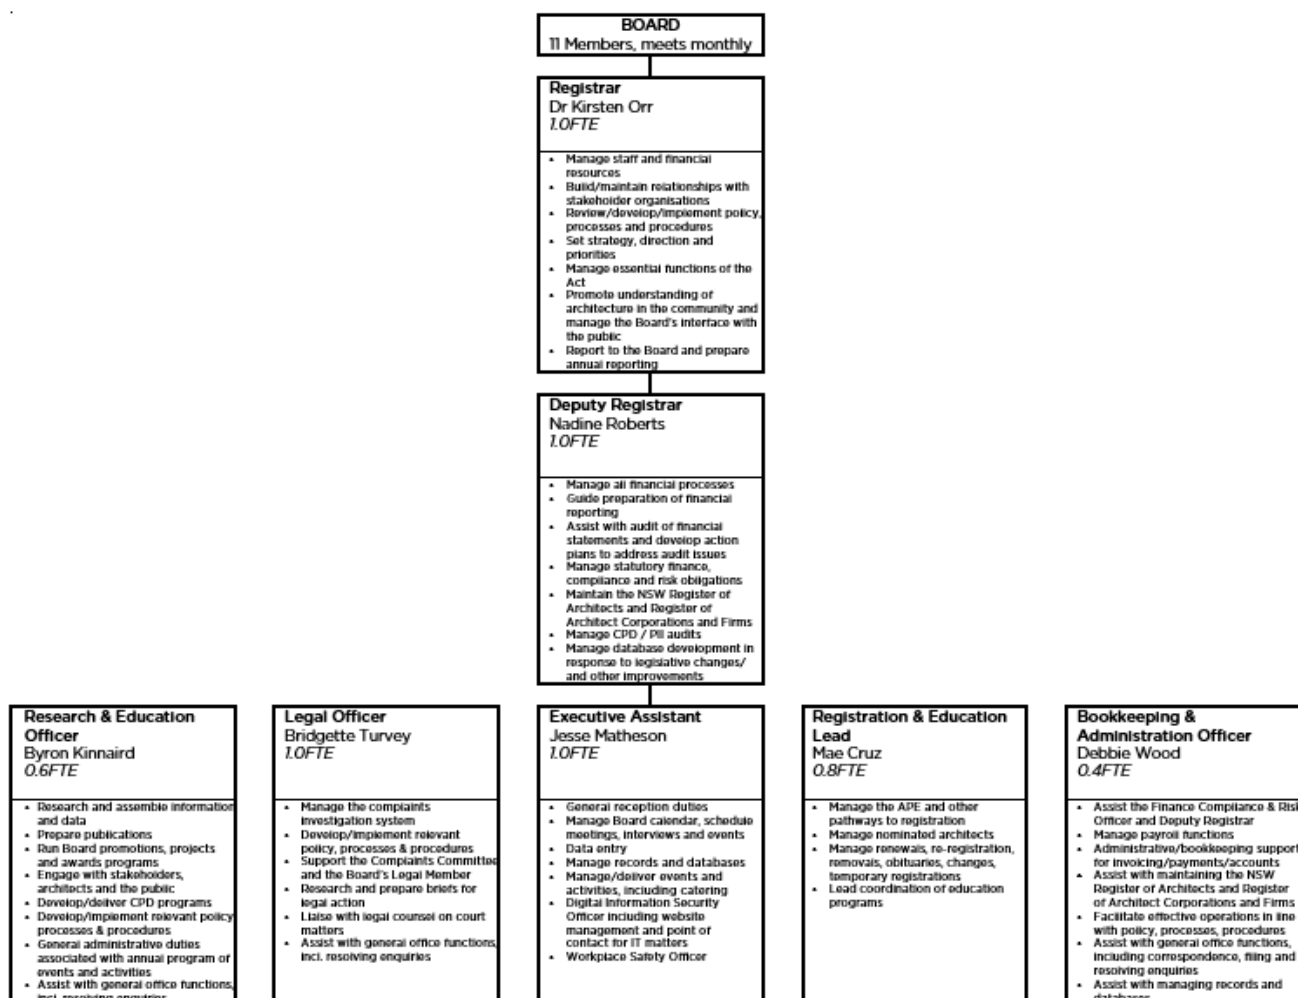 BOARD
11 Members, meets monthly
Registrar
Dr Kirsten Orr
1.0FTE
• Manage staff and financial
resources
• Build/maintain relationships with
stakeholder organisations
• Review/develop/implement policy,
processes and procedures
• Set strategy, direction and
priorities
• Manage essential functions of the
Act
• Promote understanding of
architecture in the community and
manage the Board's interface with
the public
• Report to the Board and prepare
annual reporting
Deputy Registrar
Nadine Roberts
1.0FTE
• Manage all financial processes
• Guide preparation of financial
reporting
• Assist with audit of financial
statements and develop action
plans to address audit issues
• Manage statutory finance,
compliance and risk obligations
• Maintain the NSW Register of
Architects and Register of
Architect Corporations and Firms
• Manage CPD / PII audits
• Manage database development in
response to legislative changes/
and other improvements
Research & Education
Officer
Byron Kinnaird
0.6FTE
• Research and assemble information
and data
• Prepare publications
• Run Board promotions, projects
and awards programs
• Engage with stakeholders,
architects and the public
• Develop/deliver CPD programs
• Develop/implement relevant policy
processes & procedures
• General administrative duties
associated with annual program of
events and activities
• Assist with general office functions,
incl. resolving enquiries
Legal Officer
Bridgette Turvey
1.0FTE
• Manage the complaints
investigation system
• Develop/implement relevant
policy, processes & procedures
• Support the Complaints Committee
and the Board's Legal Member
• Research and prepare briefs for
legal action
• Liaise with legal counsel on court
matters
• Assist with general office functions,
incl. resolving enquiries
Executive Assistant
Jesse Matheson
1.0FTE
• General reception duties
• Manage Board calendar, schedule
meetings, interviews and events
• Data entry
• Manage records and databases
• Manage/deliver events and
activities, including catering
• Digital Information Security
Officer including website
management and point of
contact for IT matters
• Workplace Safety Officer
Registration & Education
Lead
Mae Cruz
0.8FTE
• Manage the APE and other
pathways to registration
• Manage nominated architects
• Manage renewals, re-registration,
removals, obituaries, changes,
temporary registrations
• Lead coordination of education
programs
Bookkeeping &
Administration Officer
Debbie Wood
0.4FTE
• Assist the Finance Compliance & Risk
Officer and Deputy Registrar
• Manage payroll functions
• Administrative/bookkeeping support
for invoicing/payments/accounts
• Assist with maintaining the NSW
Register of Architects and Register
of Architect Corporations and Firms
• Facilitate effective operations in line
with policy, processes, procedures
• Assist with general office functions,
including correspondence, filing and
resolving enquiries
• Assist with managing records and
databases